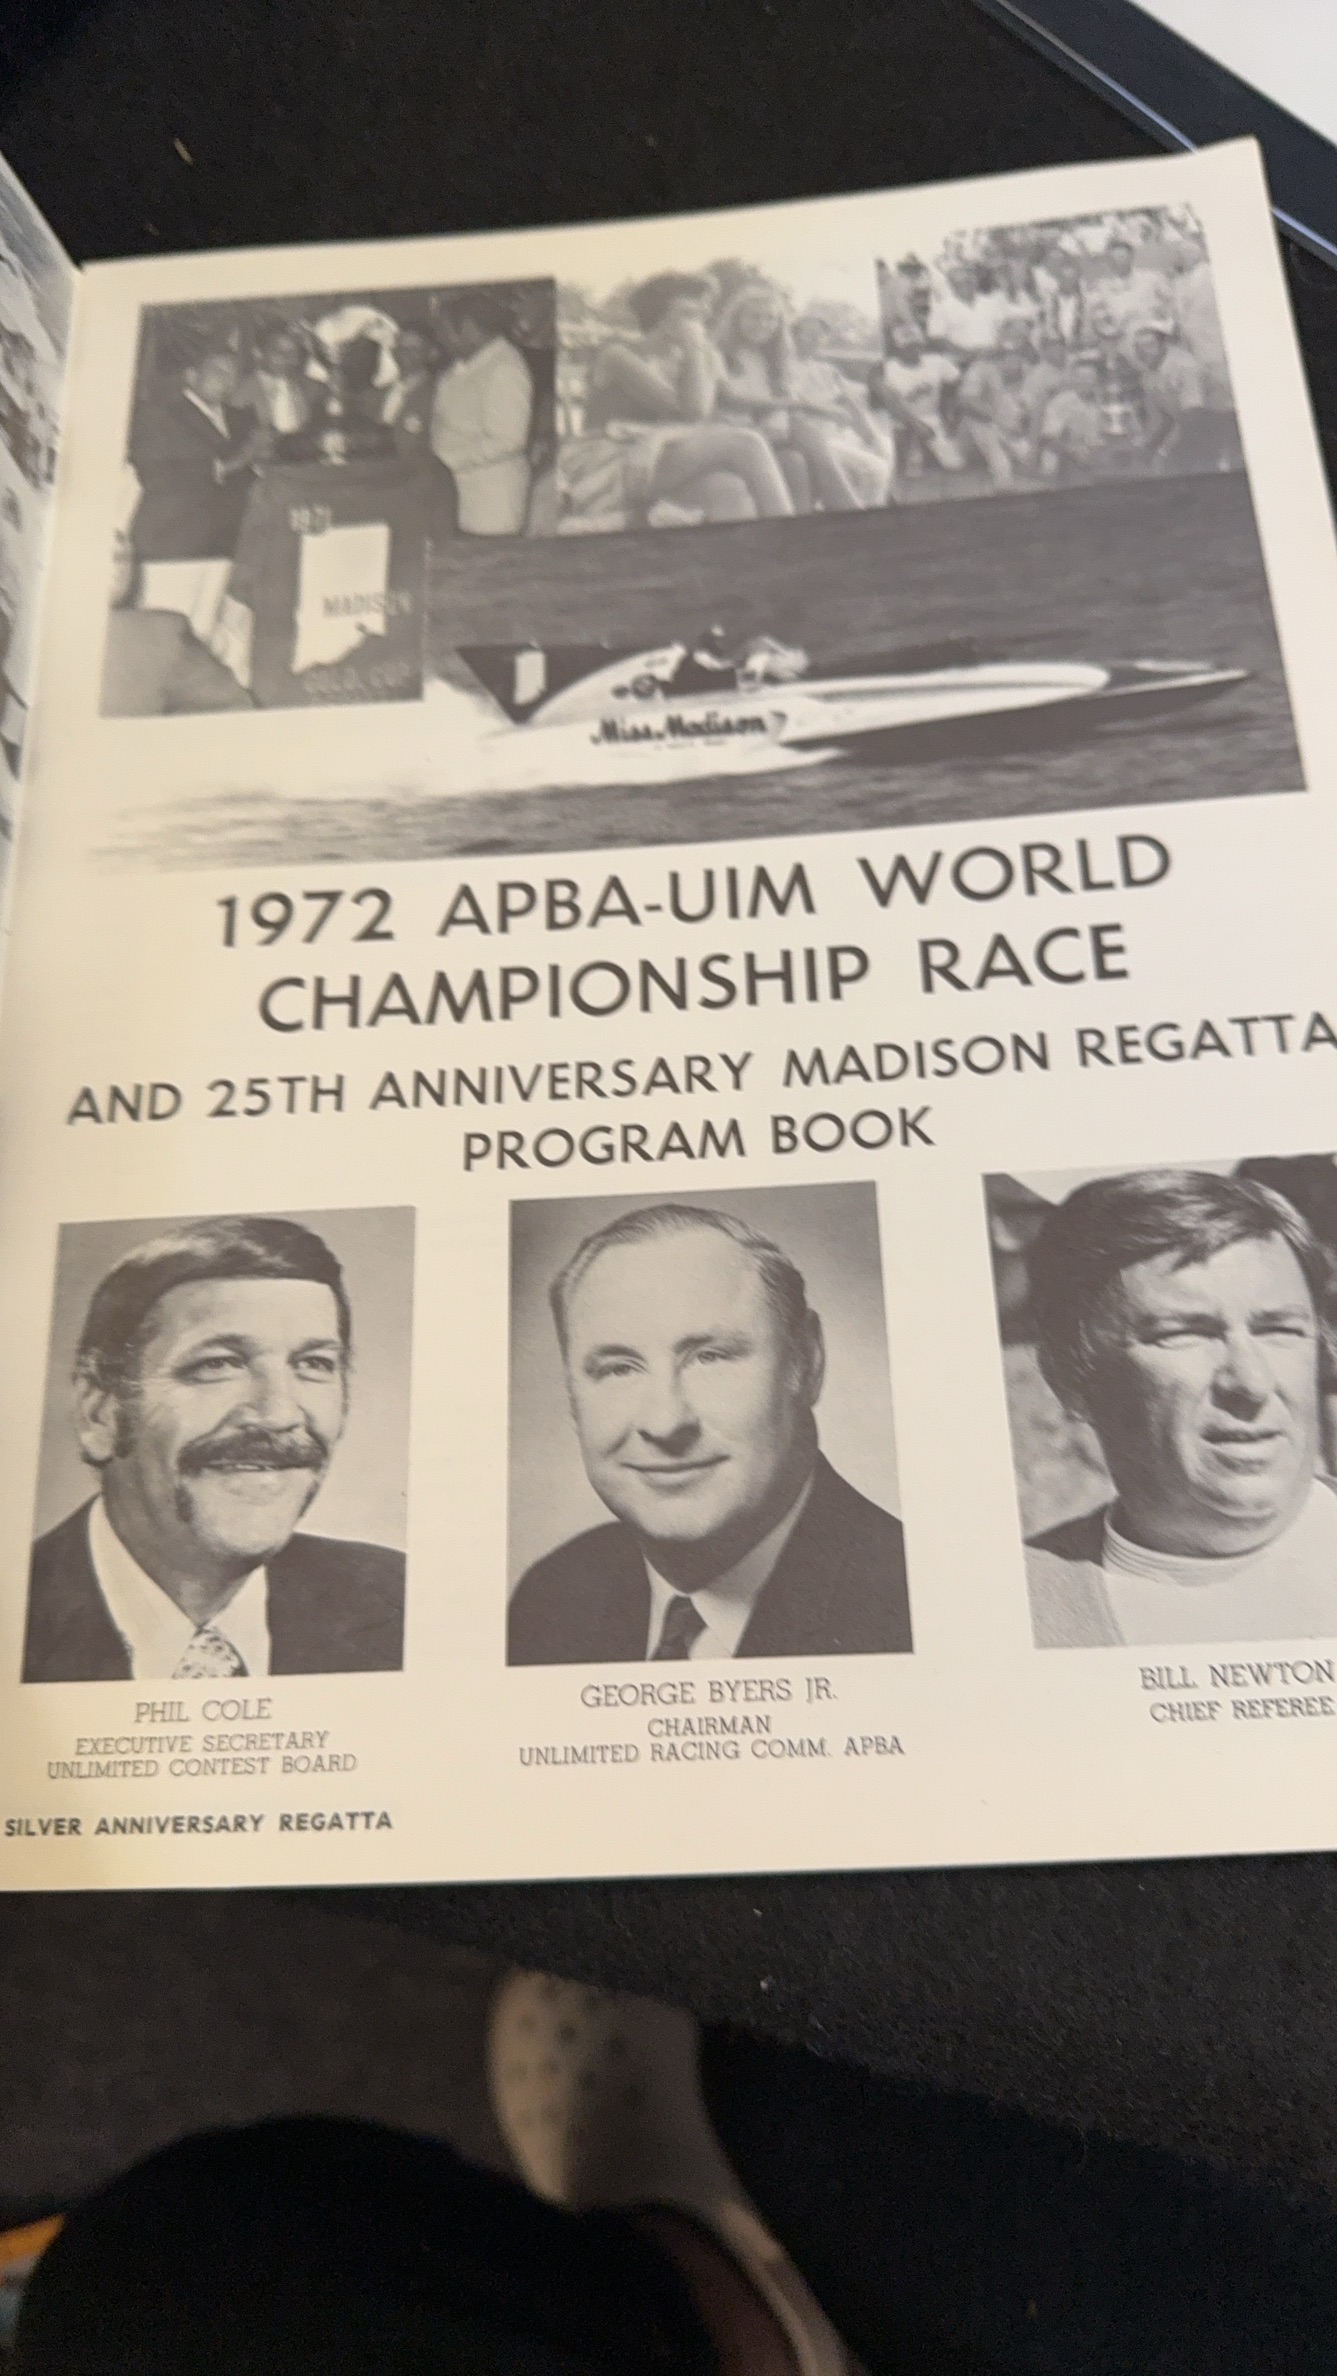 1971
MADISON
GOLD CUP
Miss Madison
1972 APBA-UIM WORLD
CHAMPIONSHIP RACE
AND 25TH ANNIVERSARY MADISON REGATTA
PROGRAM BOOK
PHIL COLE
EXECUTIVE SECRETARY
UNLIMITED CONTEST BOARD
GEORGE BYERS JR.
CHAIRMAN
UNLIMITED RACING COMM. APBA
BILL NEWTON
CHIEF REFEREE
SILVER ANNIVERSARY REGATTA